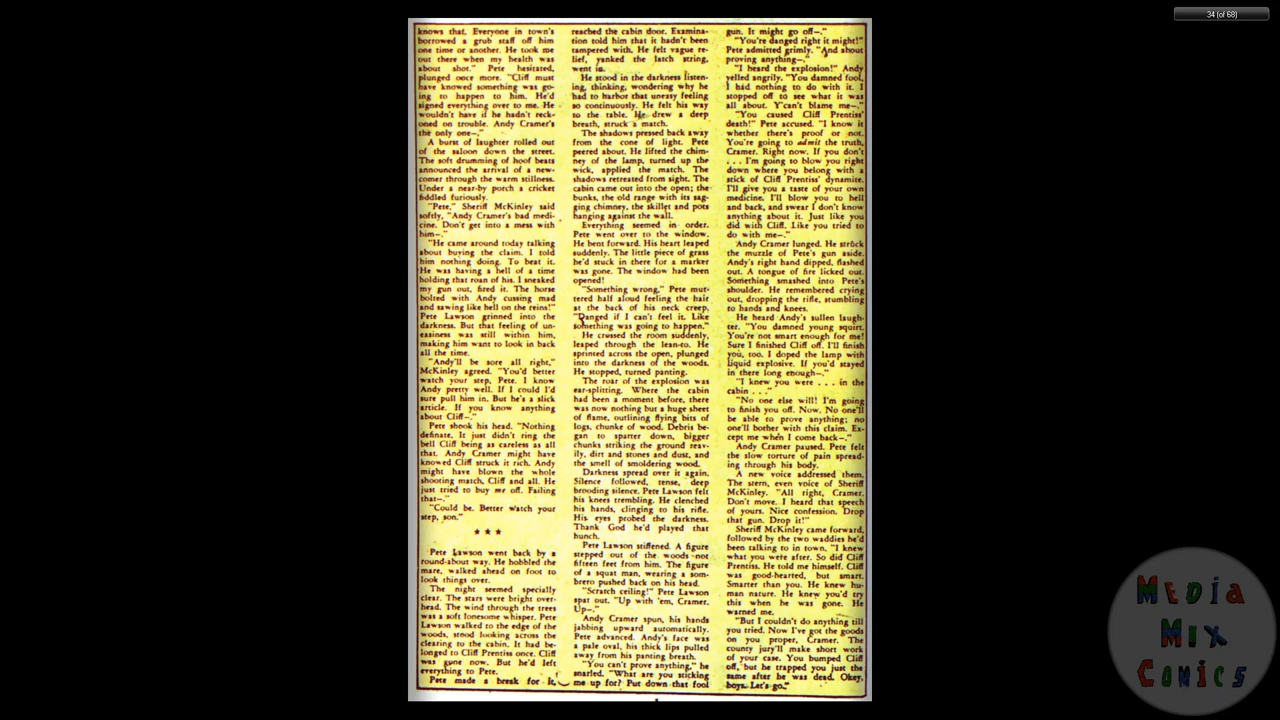 34 (of 68)
knows that. Everyone in town's
borrowed a grub staff off him
one time or another. He took me
out there when my health was
about shot." Pete hesitated,
plunged once more. "Cliff must
have knowed something was go-
ing to happen to him. He'd
signed everything over to me. He
wouldn't have if he hadn't reck-
oned on trouble. Andy Cramer's
the only one—."
A burst of laughter rolled out
of the saloon down the street.
The soft drumming of hoof beats
announced the arrival of a new-
comer through the warm stillness.
Under a near-by porch a cricket
fiddled furiously.
"Pete," Sheriff McKinley said
softly, "Andy Cramer's bad medi-
cine. Don't get into a mess with
him—."
"He came around today talking
about buying the claim. I told
him nothing doing. To beat it.
He was having a hell of a time
holding that roan of his. I sneaked
my gun out, fired it. The horse
bolted with Andy cussing mad
and sawing like hell on the reins!"
Pete Lawson grinned into the
darkness. But that feeling of un-
easiness was still within him,
making him want to look in back
all the time.
"Andy'll be sore all right,"
McKinley agreed. "You'd better
watch your step, Pete. I know
Andy pretty well. If I could I'd
sure pull him in. But he's a slick
article. If you know anything
about Cliff—."
Pete shook his head. "Nothing
definate. It just didn't ring the
bell Cliff being as careless as all
that. Andy Cramer might have
knowed Cliff struck it rich. Andy
might have blown the whole
shooting match, Cliff and all. He
just tried to buy me off. Failing
that—."
"Could be. Better watch your
step, son."
★ ★ ★
Pete Lawson went back by a
round-about way. He hobbled the
mare, walked ahead on foot to
look things over.
The night seemed specially
clear. The stars were bright over-
head. The wind through the trees
was a soft lonesome whisper. Pete
Lawson walked to the edge of the
woods, stood looking across the
clearing to the cabin. It had be-
longed to Cliff Prentiss once. Cliff
was gone now. But he'd left
everything to Pete.
Pete made a break for it,
reached the cabin door. Examina-
tion told him that it hadn't been
tampered with. He felt vague re-
lief, yanked the latch string,
went in.
He stood in the darkness listen-
ing, thinking, wondering why he
had to harbor that uneasy feeling
so continuously. He felt his way
to the table. He drew a deep
breath, struck a match.
The shadows pressed back away
from the cone of light. Pete
peered about. He lifted the chim-
ney of the lamp, turned up the
wick, applied the match. The
shadows retreated from sight. The
cabin came out into the open; the
bunks, the old range with its sag-
ging chimney, the skillet and pots
hanging against the wall.
Everything seemed in order.
Pete went over to the window.
He bent forward. His heart leaped
suddenly. The little piece of grass
he'd stuck in there for a marker
was gone. The window had been
opened!
"Something wrong," Pete mut-
tered half aloud feeling the hair
at the back of his neck creep.
"Danged if I can't feel it. Like
something was going to happen."
He crossed the room suddenly,
leaped through the lean-to. He
sprinted across the open, plunged
into the darkness of the woods.
He stopped, turned panting.
The roar of the explosion was
ear-splitting. Where the cabin
had been a moment before, there
was now nothing but a huge sheet
of flame, outlining flying bits of
logs, chunke of wood. Debris be-
gan to spatter down, bigger
chunks striking the ground reav-
ily, dirt and stones and dust, and
the smell of smoldering wood.
Darkness spread over it again.
Silence followed, tense, deep
brooding silence. Pete Lawson felt
his knees trembling. He clenched
his hands, clinging to his rifle.
His eyes probed the darkness.
Thank God he'd played that
hunch.
Pete Lawson stiffened. A figure
stepped out of the woods not
fifteen feet from him. The figure
of a squat man, wearing a som-
brero pushed back on his head.
"Scratch ceiling!" Pete Lawson
spat out. "Up with 'em, Cramer.
Up—."
Andy Cramer spun, his hands
jabbing upward automatically.
Pete advanced. Andy's face was
a pale oval, his thick lips pulled
away from his panting breath.
"You can't prove anything," he
snarled. "What are you sticking
me up for? Put down that fool
gun. It might go off—."
"You're danged right it might!"
Pete admitted grimly. "And about
proving anything—."
"I heard the explosion!" Andy
yelled angrily. "You damned fool,
I had nothing to do with it. I
stopped off to see what it was
all about. Y'can't blame me—."
"You caused Cliff Prentiss'
death!" Pete accused. "I know it
whether there's proof or not.
You're going to admit the truth,
Cramer. Right now. If you don't
. . . I'm going to blow you right
down where you belong with a
stick of Cliff Prentiss' dynamite.
I'll give you a taste of your own
medicine. I'll blow you to hell
and back, and swear I don't know
anything about it. Just like you
did with Cliff. Like you tried to
do with me—."
Andy Cramer lunged. He struck
the muzzle of Pete's gun aside.
Andy's right hand dipped, flashed
out. A tongue of fire licked out.
Something smashed into Pete's
shoulder. He remembered crying
out, dropping the rifle, stumbling
to hands and knees.
He heard Andy's sullen laugh-
ter. "You damned young squirt.
You're not smart enough for me!
Sure I finished Cliff off. I'll finish
you, too. I doped the lamp with
liquid explosive. If you'd stayed
in there long enough—."
"I knew you were . . . in the
cabin . . ."
"No one else will! I'm going
to finish you off. Now. No one'll
be able to prove anything; no
one'll bother with this claim. Ex-
cept me when I come back—."
Andy Cramer paused. Pete felt
the slow torture of pain spread-
ing through his body.
A new voice addressed them.
The stern, even voice of Sheriff
McKinley. "All right, Cramer.
Don't move. I heard that speech
of yours. Nice confession. Drop
that gun. Drop it!"
Sheriff McKinley came forward,
followed by the two waddies he'd
been talking to in town. "I knew
what you were after. So did Cliff
Prentiss. He told me himself. Cliff
was good-hearted, but smart.
Smarter than you. He knew hu-
man nature. He knew you'd try
this when he was gone. He
warned me.
"But I couldn't do anything till
you tried. Now I've got the goods
on you proper, Cramer. The
county jury'll make short work
of your case. You bumped Cliff
off, but he trapped you just the
same after he was dead. Okey,
boys. Let's go."
MEDIA
MIX
COMICS